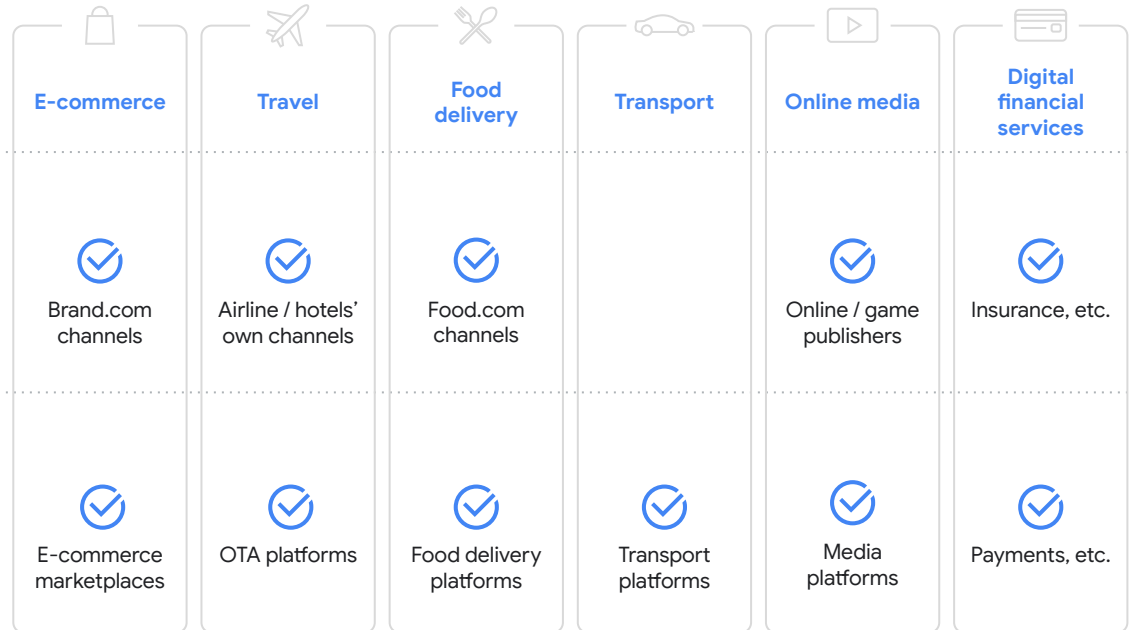 E-commerce
Travel
Food
delivery
Transport
Online media
Digital
financial
services
Brand.com
channels
Airline / hotels’
own channels
Food.com
channels
Online / game
publishers
Insurance, etc.
E-commerce
marketplaces
OTA platforms
Food delivery
platforms
Transport
platforms
Media
platforms
Payments, etc.